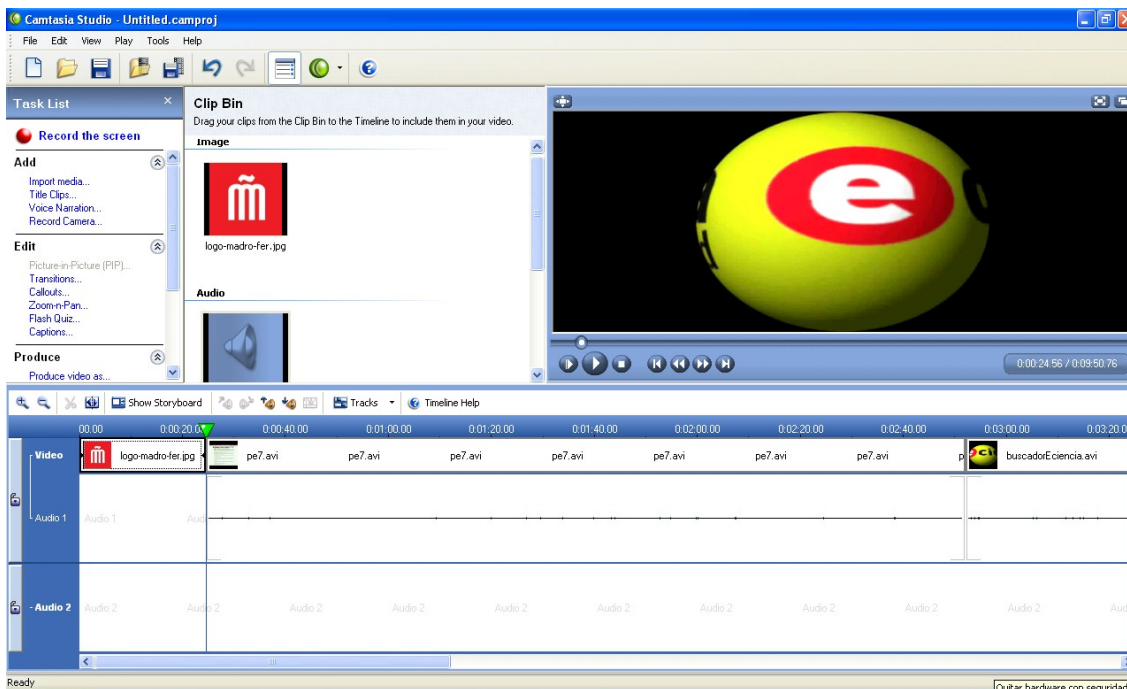 Camtasia Studio - Untitled.camproj
File Edit View Play Tools Help
Task List
Record the screen
Add
Import media...
Title Clips...
Voice Narration...
Record Camera...
Edit
Picture-in-Picture (PIP)...
Transitions...
Callouts...
Zoom-n-Pan...
Flash Quiz...
Captions...
Produce
Produce video as...
Clip Bin
Drag your clips from the Clip Bin to the Timeline to include them in your video.
Image
m̃
logo-madro-fer.jpg
Audio
e
0:00:24.56 / 0:09:50.76
Show Storyboard Tracks Timeline Help
00.00 0:00:20.00 0:00:40.00 0:01:00.00 0:01:20.00 0:01:40.00 0:02:00.00 0:02:20.00 0:02:40.00 0:03:00.00 0:03:20.0
Video m̃ logo-madro-fer.jpg pe7.avi pe7.avi pe7.avi pe7.avi pe7.avi pe7.avi pe7.avi p buscadorEciencia.avi
Audio 1 Audio 1 Aud
- Audio 2 Audio 2 Audio 2 Audio 2 Audio 2 Audio 2 Audio 2 Audio 2 Audio 2 Audio 2 Audio 2 Aud
Ready
Quitar hardware con seguridad